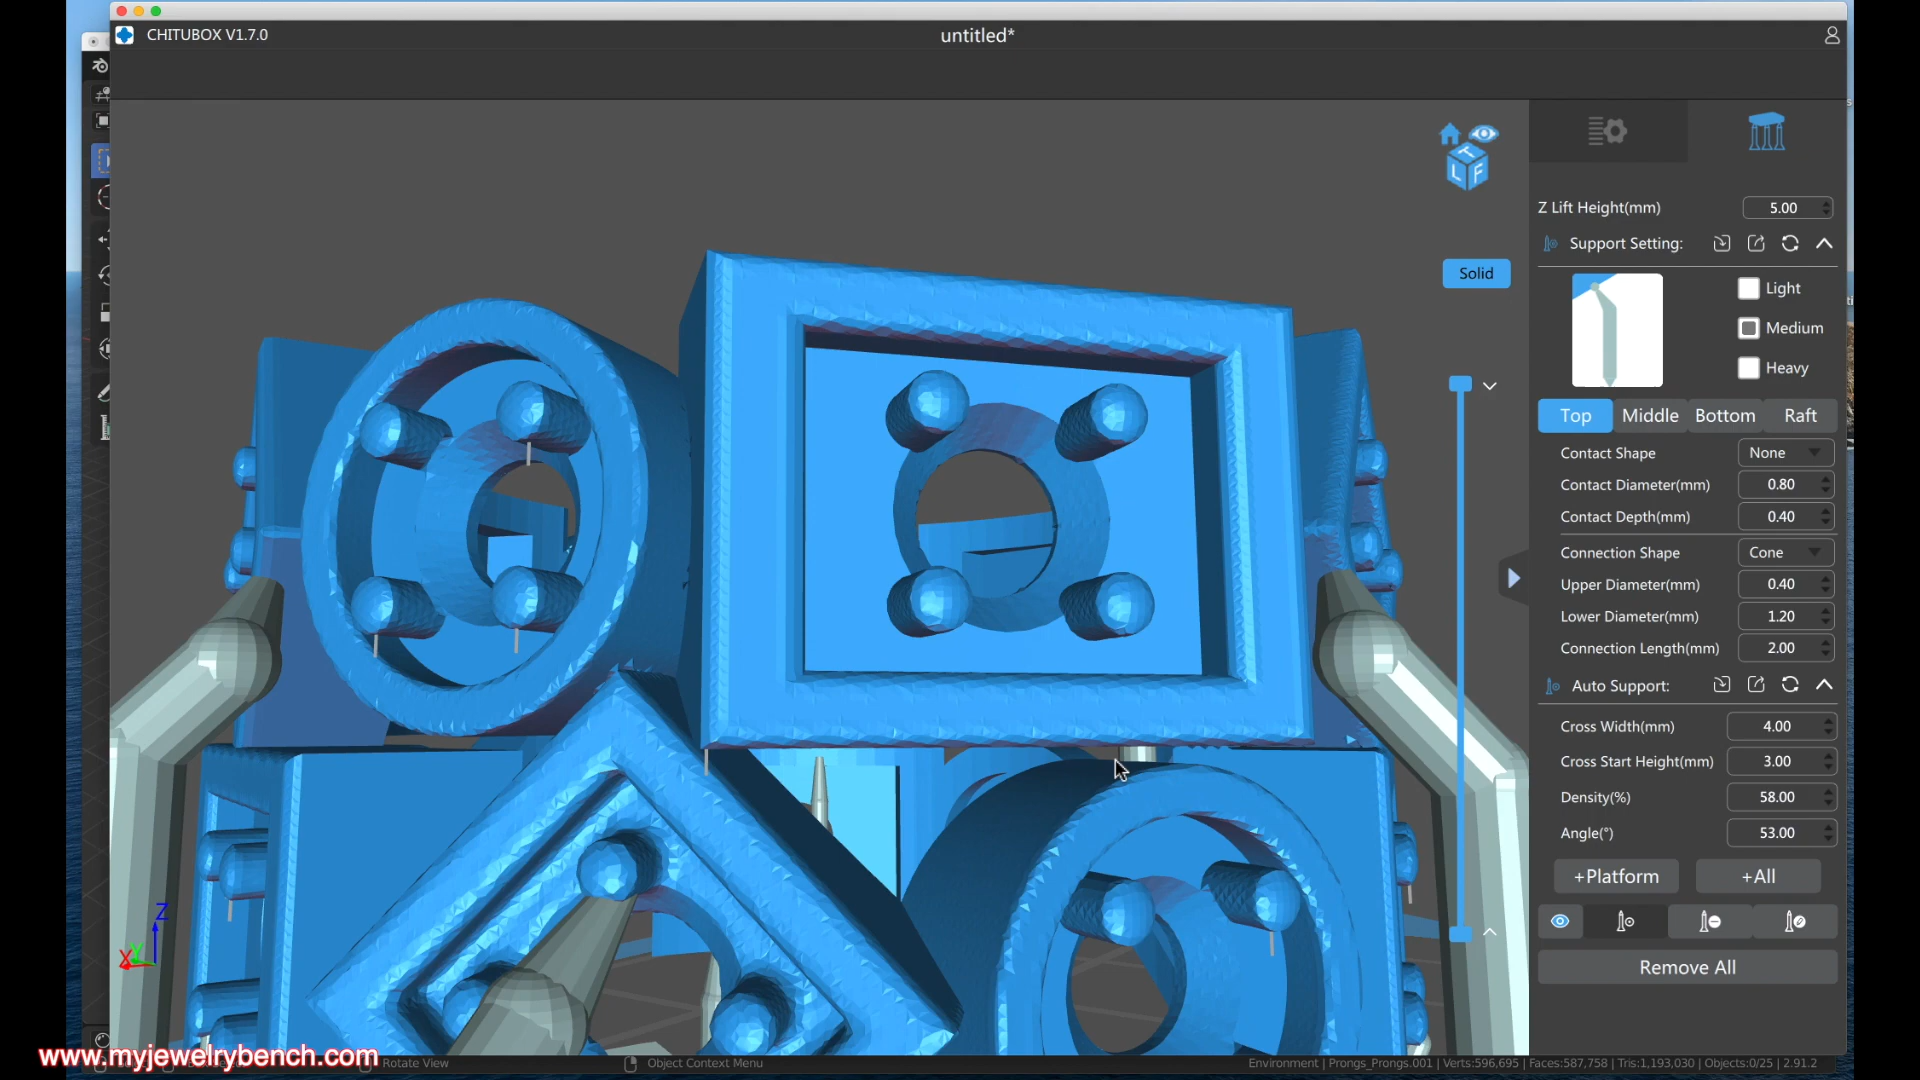 CHITUBOX V1.7.0
untitled*
T
L F
Solid
Z Lift Height(mm) 5.00
Support Setting:
Light
Medium
Heavy
Top Middle Bottom Raft
Contact Shape None
Contact Diameter(mm) 0.80
Contact Depth(mm) 0.40
Connection Shape Cone
Upper Diameter(mm) 0.40
Lower Diameter(mm) 1.20
Connection Length(mm) 2.00
Auto Support:
Cross Width(mm) 4.00
Cross Start Height(mm) 3.00
Density(%) 58.00
Angle(°) 53.00
+Platform +All
Remove All
Z
Y
X
www.myjewelrybench.com
Rotate View Object Context Menu Environment | Prongs_Prongs.001 | Verts:596,695 | Faces:587,758 | Tris:1,193,030 | Objects:0/25 | 2.91.2